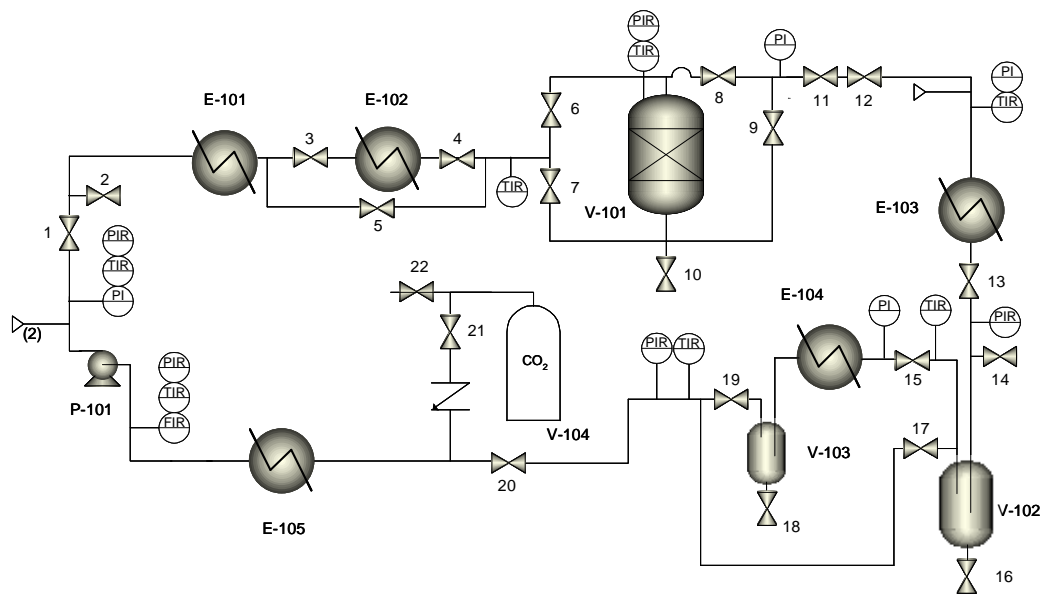 PIR
TIR
PI
E-101
E-102
8
11
12
PI
TIR
6
9
3
4
2
TIR
7
V-101
E-103
5
1
PIR
TIR
PI
10
13
22
E-104
PI
TIR
PIR
(2)
21
CO2
PIR
TIR
14
15
PIR
TIR
FIR
P-101
19
V-104
17
V-103
20
V-102
18
E-105
16